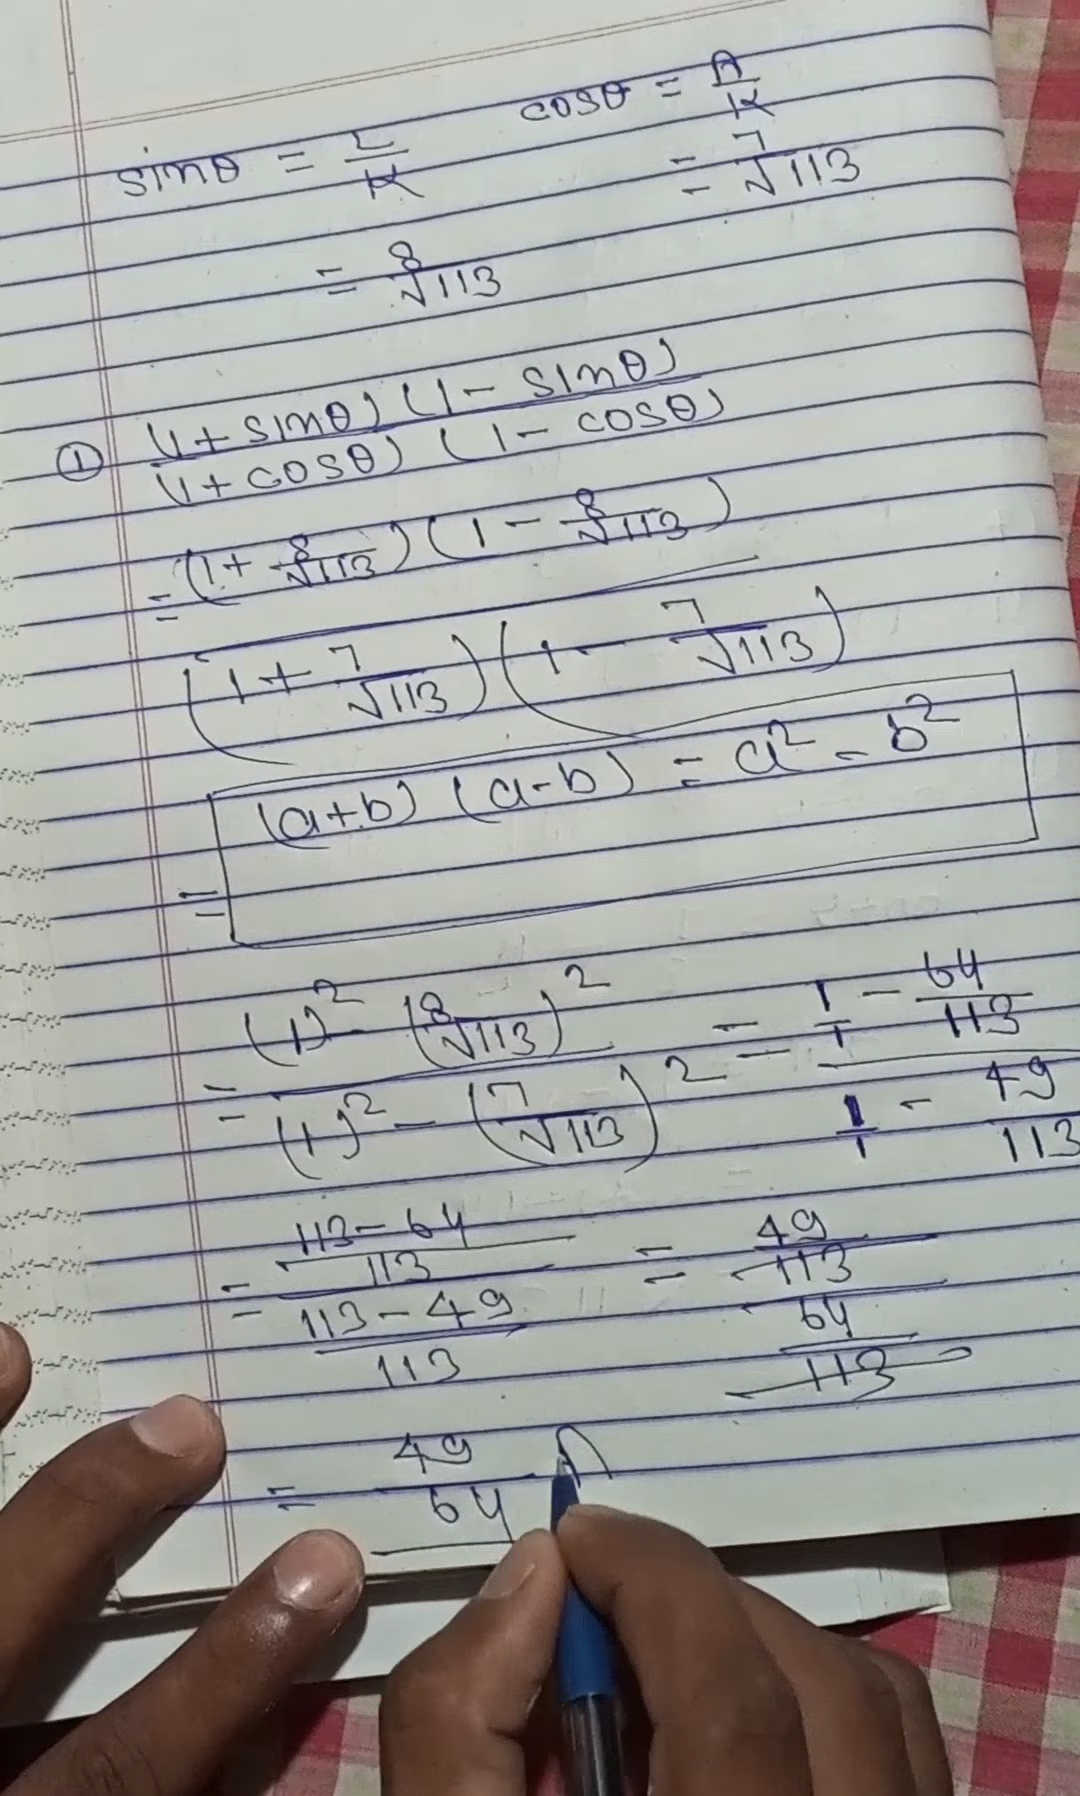 sinθ = L/K cosθ = A/K
= 8/√113 = 7/√113
① (1+sinθ)(1-sinθ)/(1+cosθ)(1-cosθ)
= (1+8/√113)(1-8/√113)
(1+7/√113)(1-7/√113)
(a+b)(a-b) = a²-b²
=
= (1)²-(8/√113)²/(1)²-(7/√113)² = 1/1-64/113 / 1/1-49/113
= 113-64/113 / 113-49/113 = 49/113 / 64/113
= 49/64